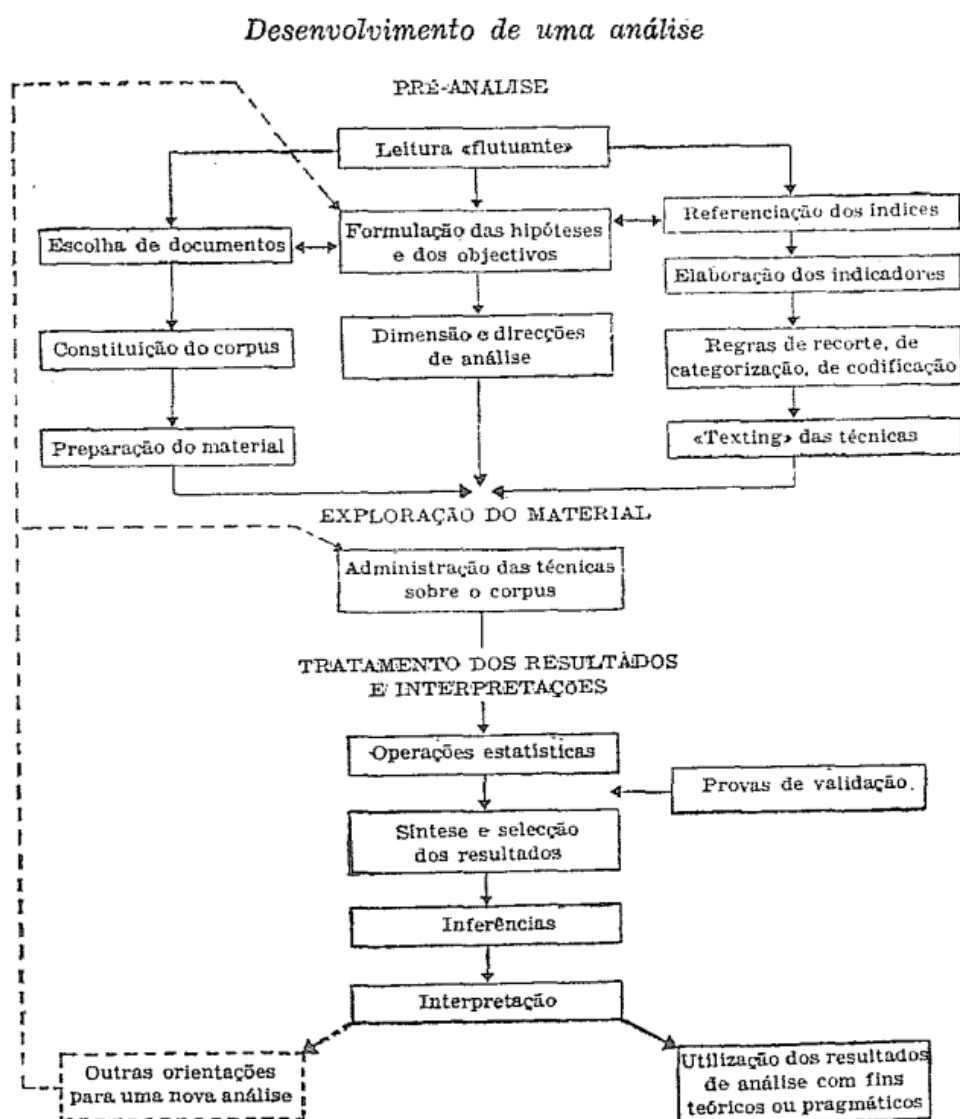 Desenvolvimento de uma análise
PRÉ-ANÁLISE
Leitura «flutuante»
Escolha de documentos
Formulação das hipóteses
e dos objectivos
Referenciação dos índices
Elaboração dos indicadores
Constituição do corpus
Dimensão e direcções
de análise
Regras de recorte, de
categorização, de codificação
Preparação do material
«Texting» das técnicas
EXPLORAÇÃO DO MATERIAL
Administração das técnicas
sobre o corpus
TRATAMENTO DOS RESULTADOS
E INTERPRETAÇÕES
Operações estatísticas
Provas de validação.
Síntese e selecção
dos resultados
Inferências
Interpretação
Outras orientações
para uma nova análise
Utilização dos resultados
de análise com fins
teóricos ou pragmáticos